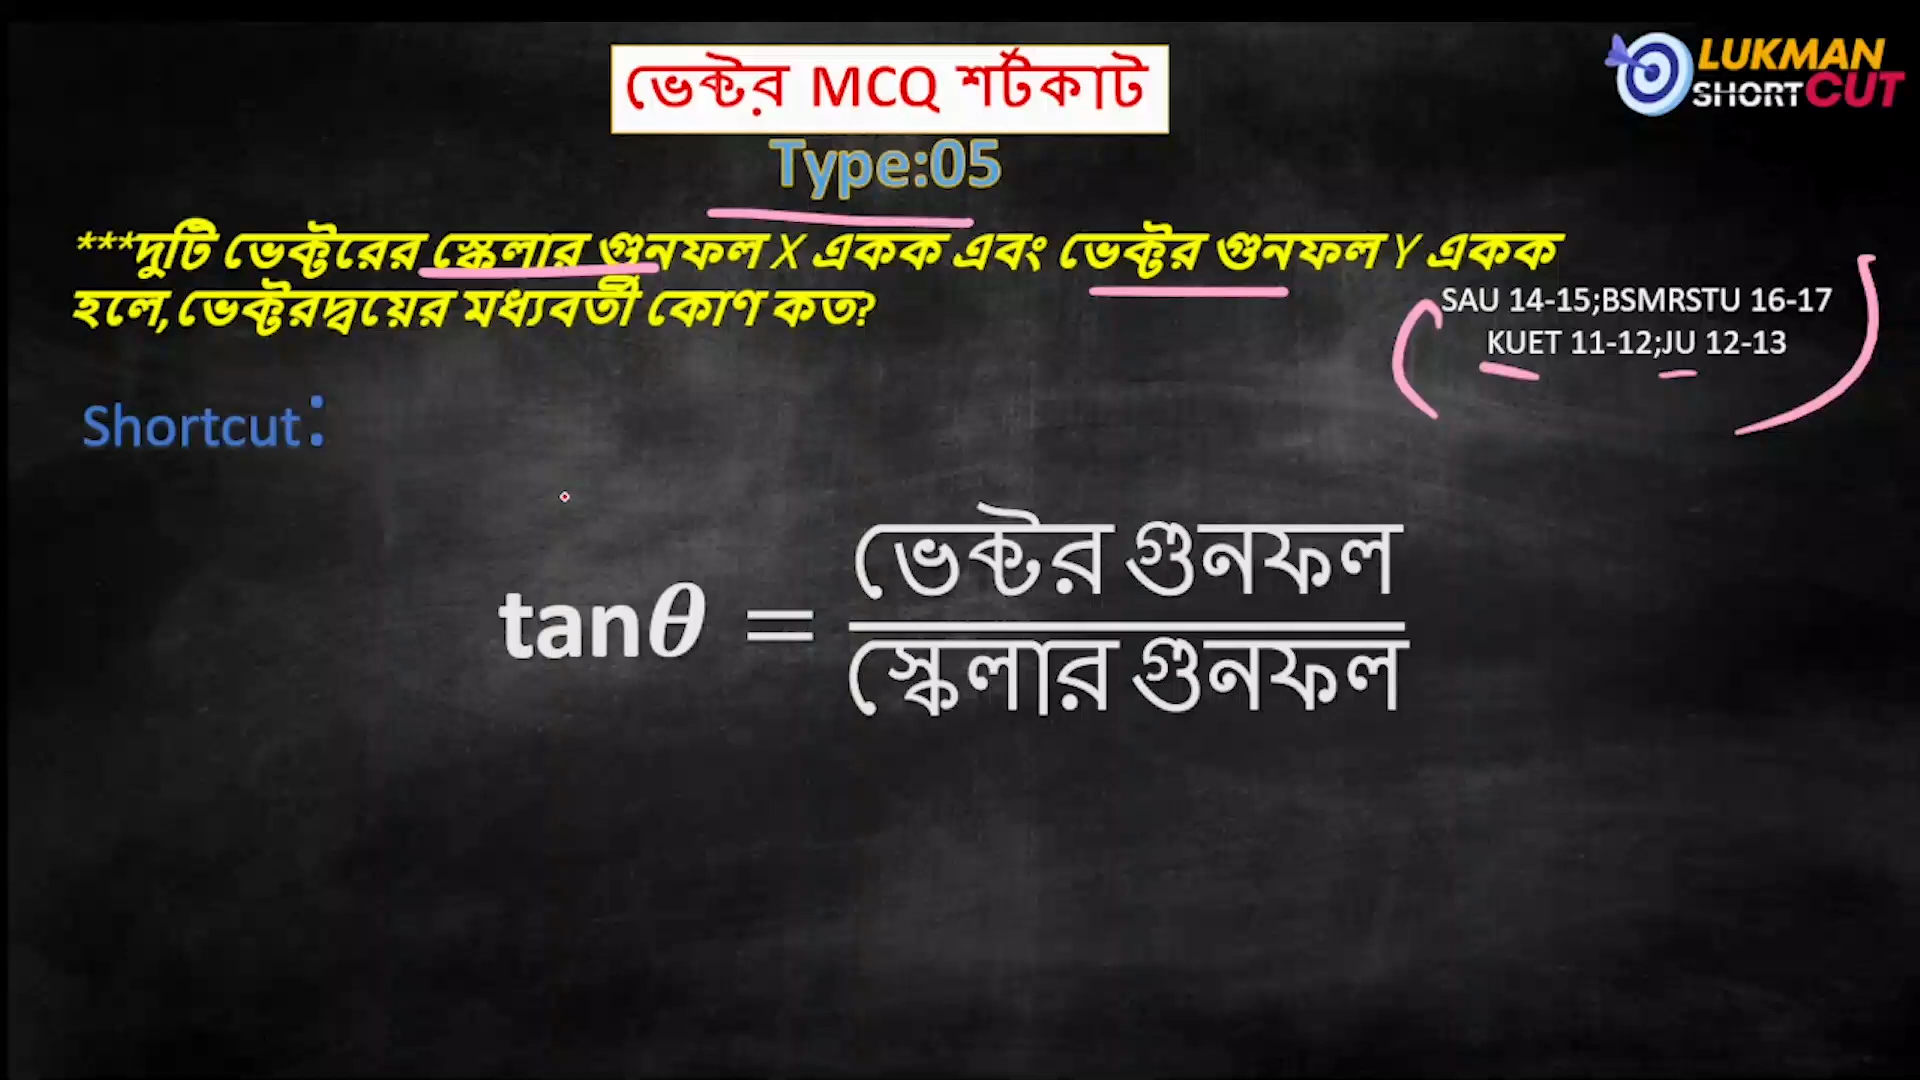 ভেক্টর MCQ শর্টকাট
LUKMAN
SHORTCUT
Type:05
***দুটি ভেক্টরের স্কেলার গুনফল X একক এবং ভেক্টর গুনফল Y একক
হলে,ভেক্টরদ্বয়ের মধ্যবর্তী কোণ কত?
SAU 14-15;BSMRSTU 16-17
KUET 11-12;JU 12-13
Shortcut:
tanθ = ভেক্টর গুনফল
স্কেলার গুনফল